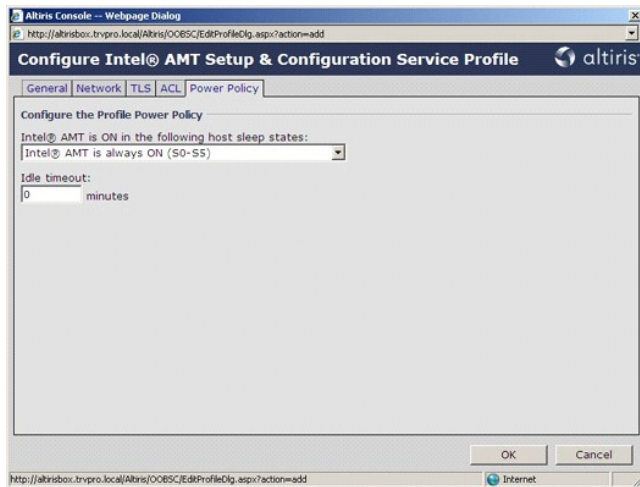 Altiris Console -- Webpage Dialog
http://altirisbox.trvpro.local/Altiris/OOBSC/EditProfileDlg.aspx?action=add
Configure Intel® AMT Setup & Configuration Service Profile
altiris
General Network TLS ACL Power Policy
Configure the Profile Power Policy
Intel® AMT is ON in the following host sleep states:
Intel® AMT is always ON (S0-S5)
Idle timeout:
0 minutes
OK Cancel
http://altirisbox.trvpro.local/Altiris/OOBSC/EditProfileDlg.aspx?action=add Internet